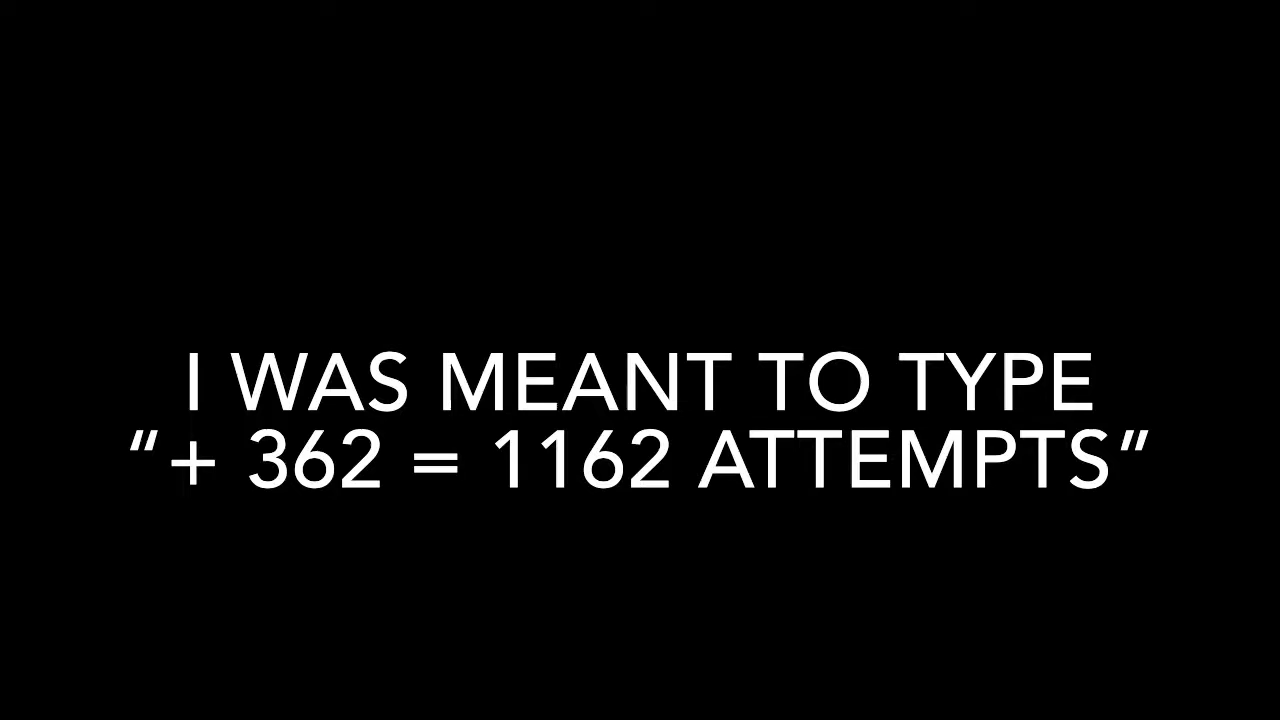 I WAS MEANT TO TYPE
“+ 362 = 1162 ATTEMPTS”